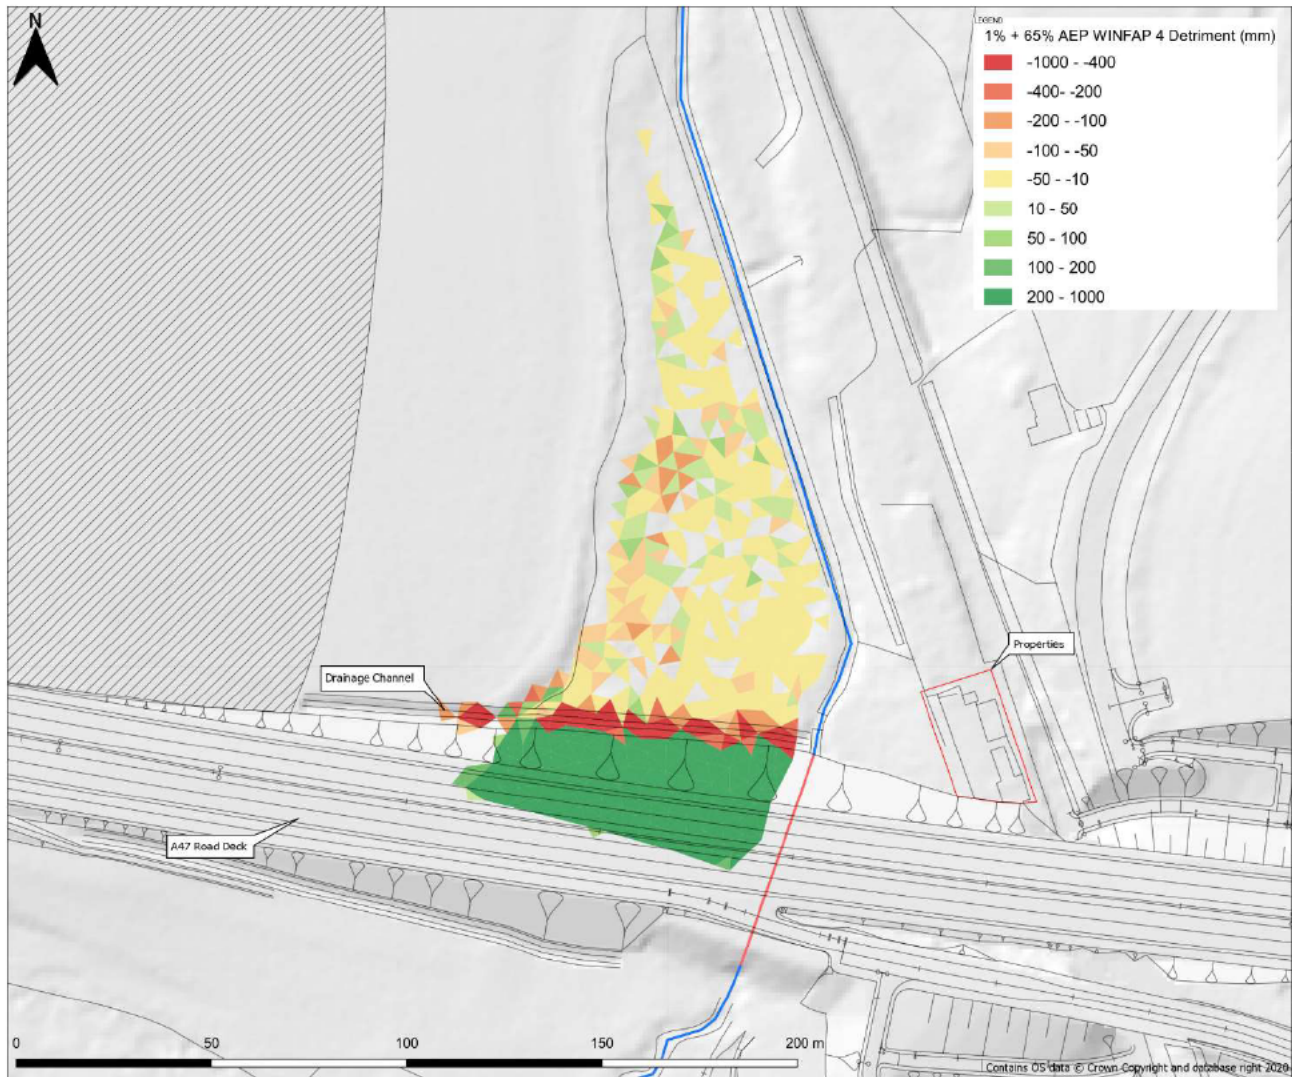 N
LEGEND
1% + 65% AEP WINFAP 4 Detriment (mm)
-1000 - -400
-400- -200
-200 - -100
-100 - -50
-50 - -10
10 - 50
50 - 100
100 - 200
200 - 1000
Properties
Drainage Channel
A47 Road Deck
0 50 100 150 200 m
Contains OS data © Crown Copyright and database right 2020